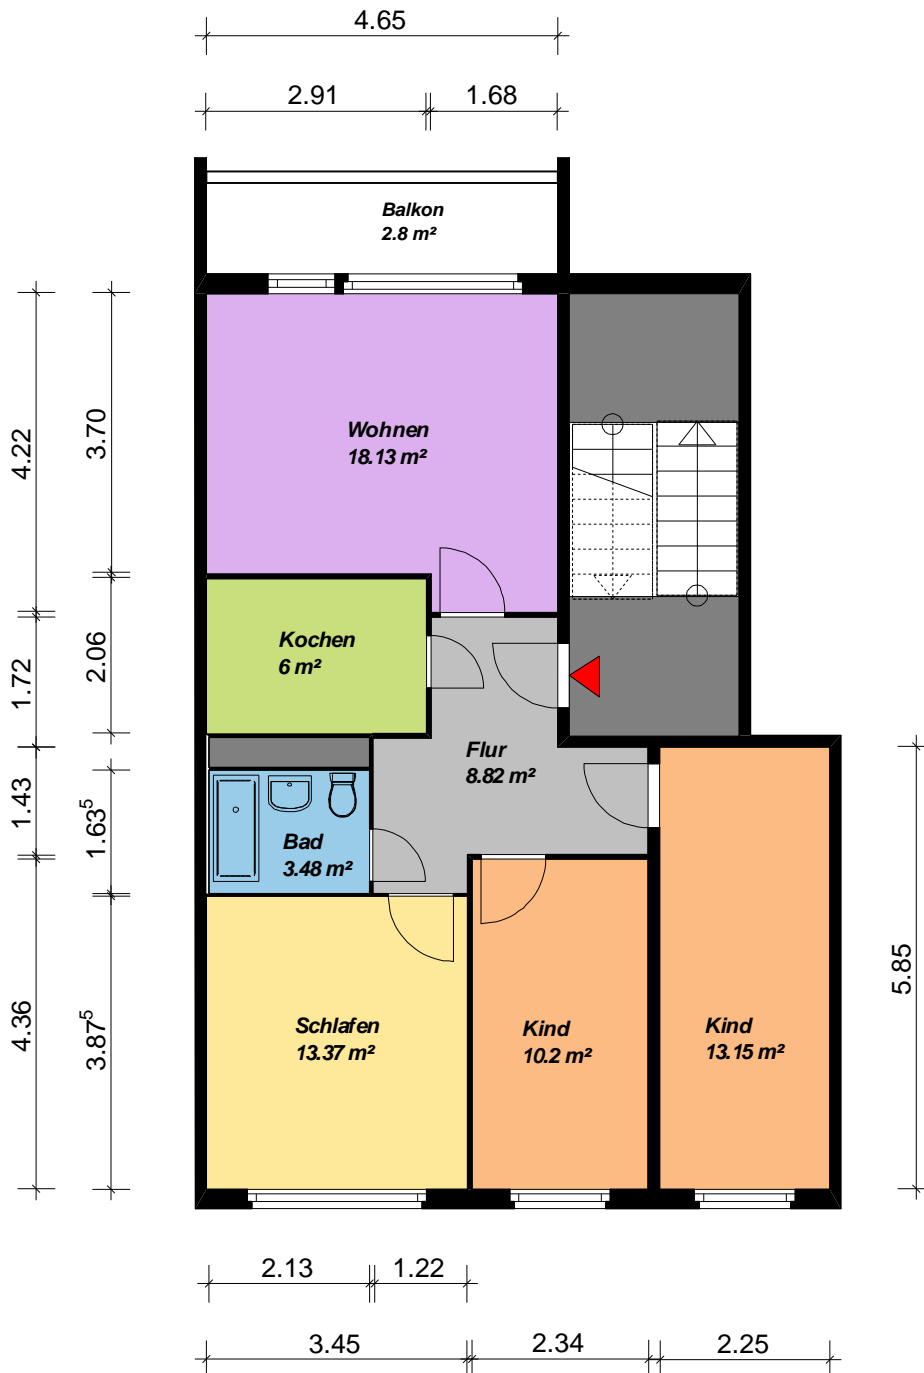 4.65
2.91
1.68
Balkon
2.8 m²
4.22
3.70
Wohnen
18.13 m²
1.72
2.06
Kochen
6 m²
Flur
8.82 m²
1.43
1.63⁵
Bad
3.48 m²
4.36
3.87⁵
5.85
Schlafen
13.37 m²
Kind
10.2 m²
Kind
13.15 m²
2.13
1.22
3.45
2.34
2.25